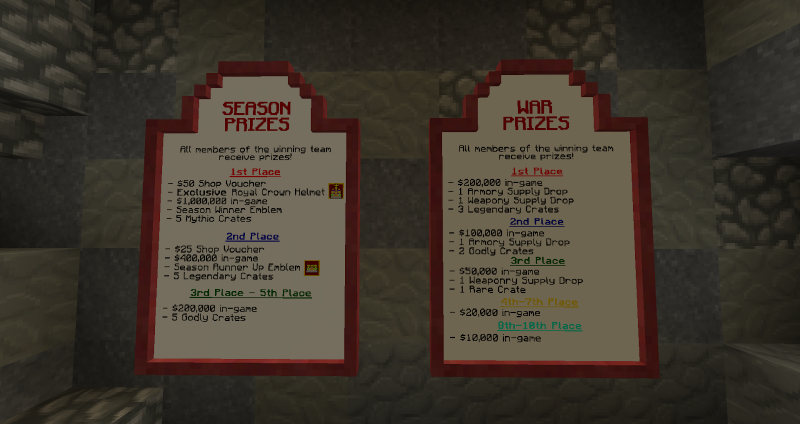 SEASON
PRIZES
All members of the winning team
receive prizes!
1st Place
- $50 Shop Voucher
- Exclusive Royal Crown Helmet
- $1,000,000 in-game
- Season Winner Emblem
- 5 Mythic Crates
2nd Place
- $25 Shop Voucher
- $400,000 in-game
- Season Runner Up Emblem
- 5 Legendary Crates
3rd Place - 5th Place
- $200,000 in-game
- 5 Godly Crates
WAR
PRIZES
All members of the winning team
receive prizes!
1st Place
- $200,000 in-game
- 1 Armory Supply Drop
- 1 Weapony Supply Drop
- 3 Legendary Crates
2nd Place
- $100,000 in-game
- 1 Armory Supply Drop
- 2 Godly Crates
3rd Place
- $50,000 in-game
- 1 Weaponry Supply Drop
- 1 Rare Crate
4th-7th Place
- $20,000 in-game
8th-10th Place
- $10,000 in-game